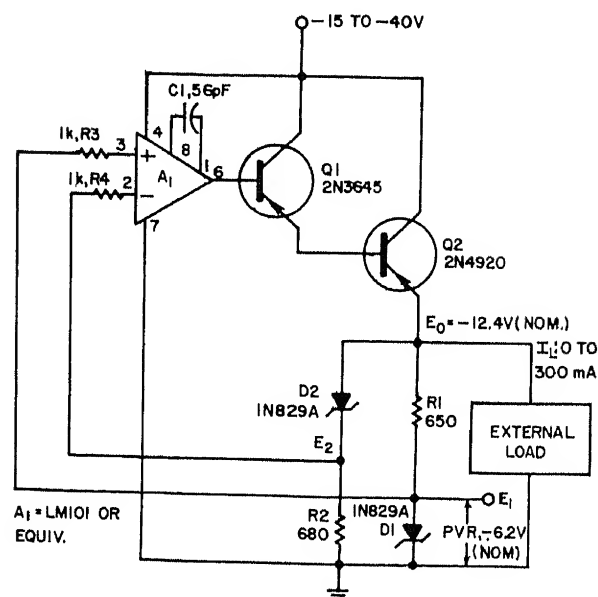 -15 TO -40V
C1,56pF
1k,R3
3
4
8
1
6
A1
+
1k,R4
2
-
7
Q1
2N3645
Q2
2N4920
E0=-12.4V(NOM.)
IL:0 TO
300 mA
D2
1N829A
R1
650
EXTERNAL
LOAD
E2
E1
A1 = LM101 OR
EQUIV.
R2
680
1N829A
D1
PVR,-6.2V
(NOM)